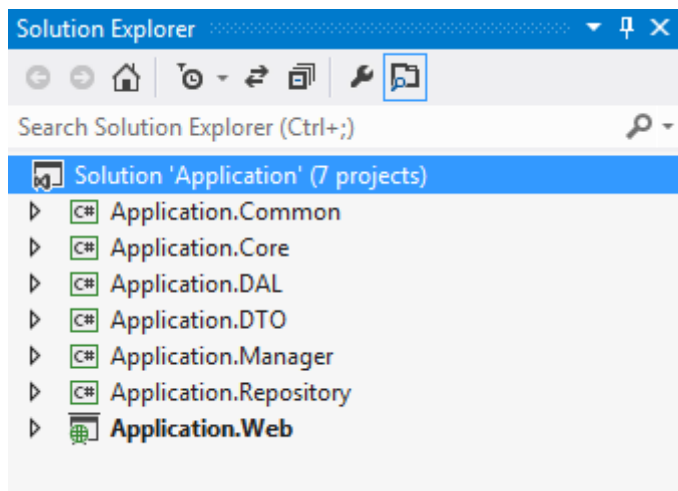 Solution Explorer
Search Solution Explorer (Ctrl+;)
Solution 'Application' (7 projects)
C# Application.Common
C# Application.Core
C# Application.DAL
C# Application.DTO
C# Application.Manager
C# Application.Repository
Application.Web